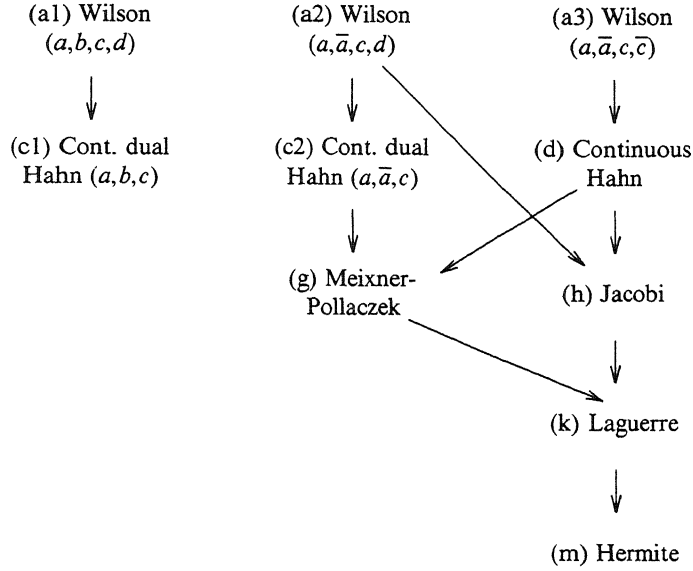 (a1) Wilson
(a,b,c,d)
(a2) Wilson
(a,a̅,c,d)
(a3) Wilson
(a,a̅,c,c̅)
(c1) Cont. dual
Hahn (a,b,c)
(c2) Cont. dual
Hahn (a,a̅,c)
(d) Continuous
Hahn
(g) Meixner-
Pollaczek
(h) Jacobi
(k) Laguerre
(m) Hermite